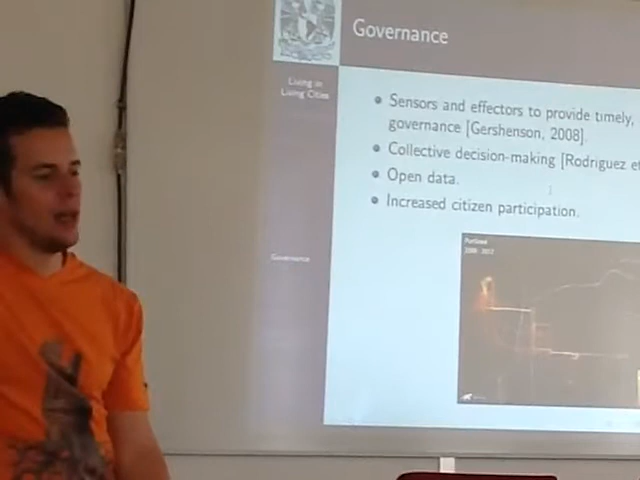 Governance
Living in
Living Cities
Sensors and effectors to provide timely,
governance [Gershenson, 2008].
Collective decision-making [Rodriguez et
Open data.
Increased citizen participation.
Governance